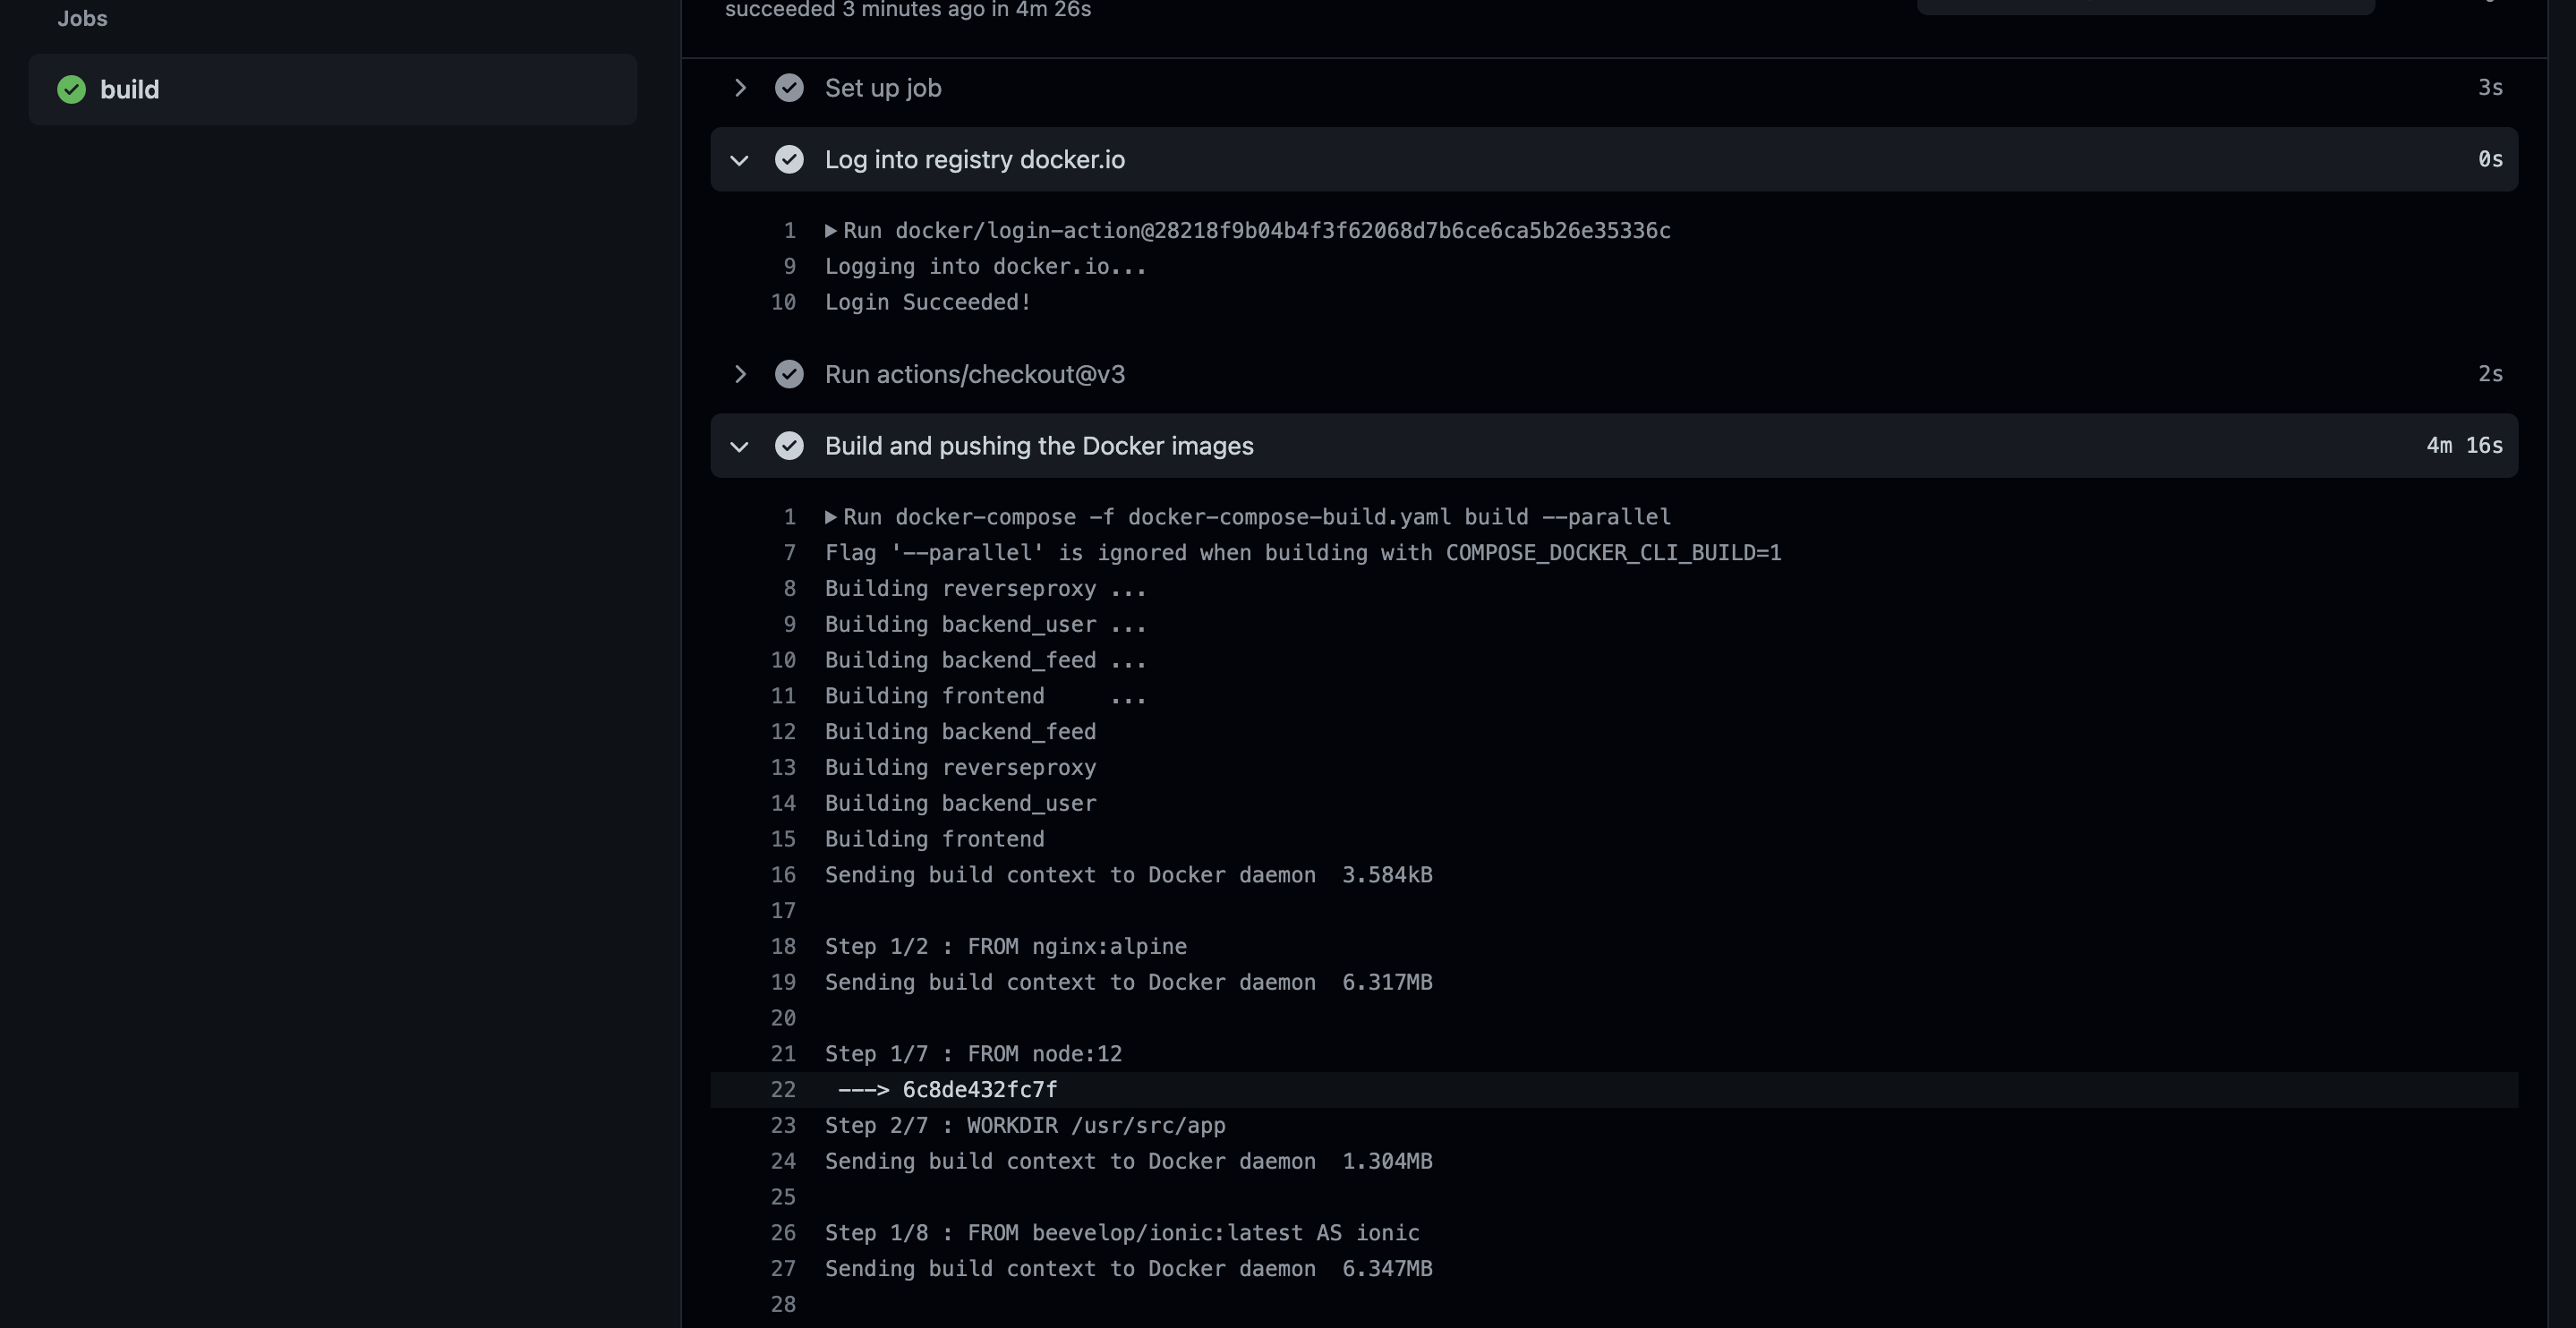 Jobs
build
succeeded 3 minutes ago in 4m 26s
Set up job 3s
Log into registry docker.io 0s
1 Run docker/login-action@28218f9b04b4f3f62068d7b6ce6ca5b26e35336c
9 Logging into docker.io...
10 Login Succeeded!
Run actions/checkout@v3 2s
Build and pushing the Docker images 4m 16s
1 Run docker-compose -f docker-compose-build.yaml build --parallel
7 Flag '--parallel' is ignored when building with COMPOSE_DOCKER_CLI_BUILD=1
8 Building reverseproxy ...
9 Building backend_user ...
10 Building backend_feed ...
11 Building frontend     ...
12 Building backend_feed
13 Building reverseproxy
14 Building backend_user
15 Building frontend
16 Sending build context to Docker daemon  3.584kB
17
18 Step 1/2 : FROM nginx:alpine
19 Sending build context to Docker daemon  6.317MB
20
21 Step 1/7 : FROM node:12
22  ---> 6c8de432fc7f
23 Step 2/7 : WORKDIR /usr/src/app
24 Sending build context to Docker daemon  1.304MB
25
26 Step 1/8 : FROM beevelop/ionic:latest AS ionic
27 Sending build context to Docker daemon  6.347MB
28